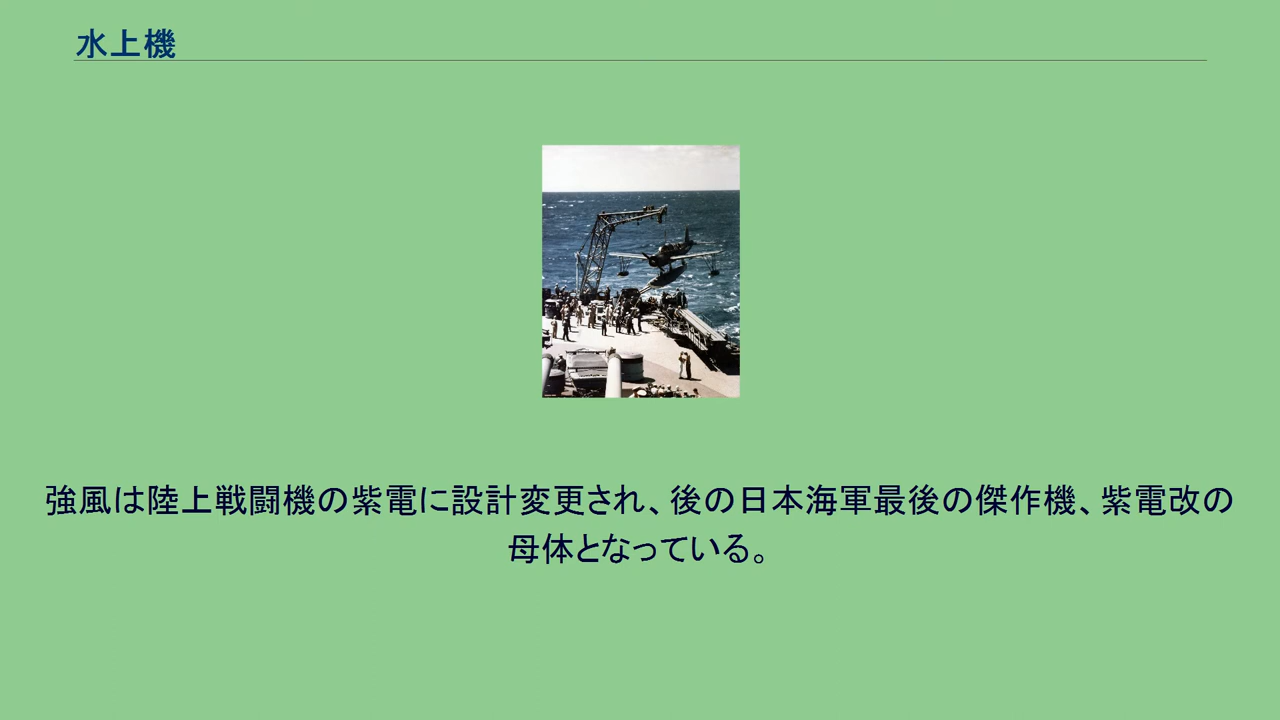 水上機
強風は陸上戦闘機の紫電に設計変更され、後の日本海軍最後の傑作機、紫電改の
母体となっている。